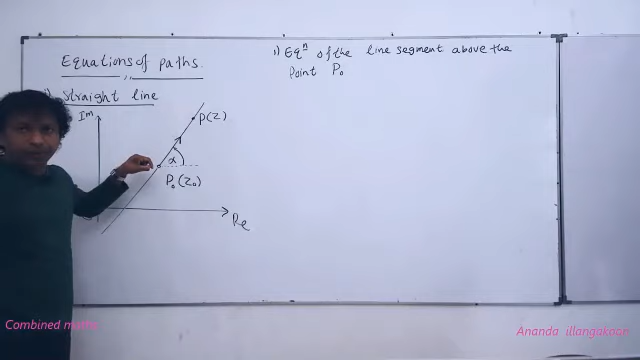 Equations of paths.
straight line
Im
P(Z)
α
P₀(Z₀)
Re
1) Eqⁿ of the line segment above the
Point P₀
Combined maths
Ananda illangakoon